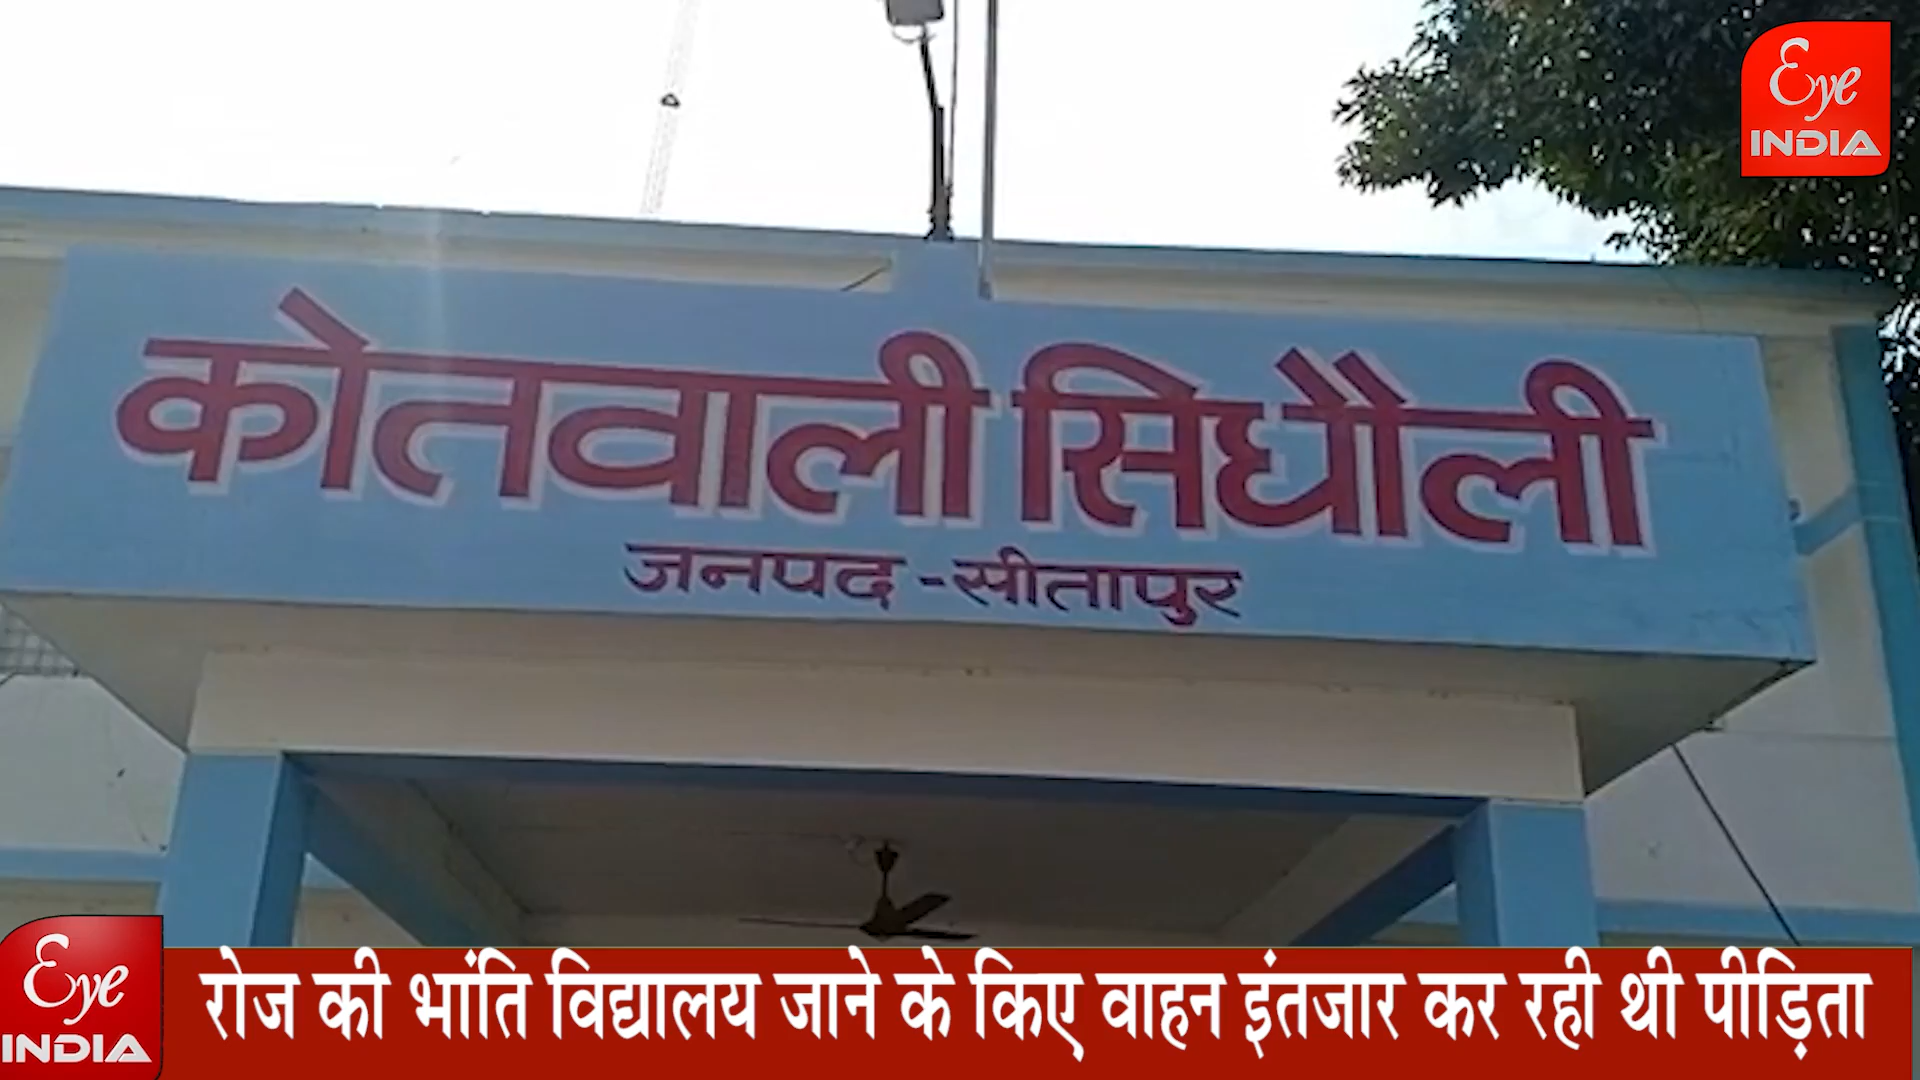 Eye
INDIA
कोतवाली सिधौली
जनपद - सीतापुर
Eye
INDIA
रोज की भांति विद्यालय जाने के किए वाहन इंतजार कर रही थी पीड़िता